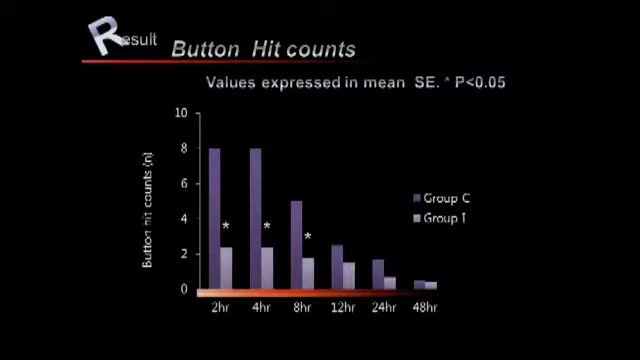 Result
Button Hit counts
Values expressed in mean SE. * P<0.05
Button hit counts (n)
10
8
6
4
2
0
* * *
Group C
Group I
2hr 4hr 8hr 12hr 24hr 48hr